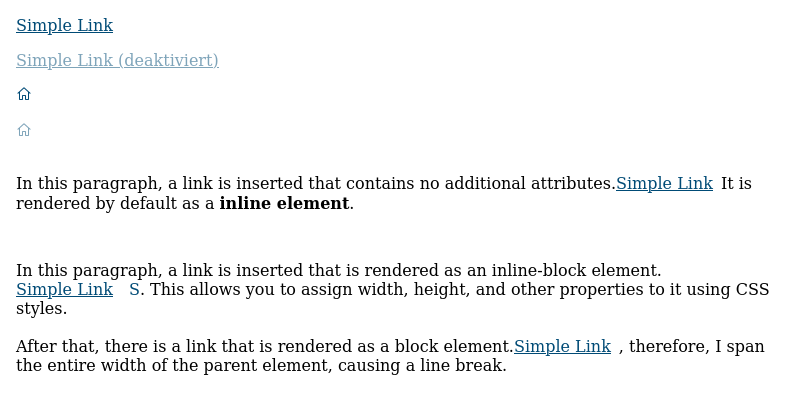 Simple Link
Simple Link (deaktiviert)
In this paragraph, a link is inserted that contains no additional attributes.Simple Link It is
rendered by default as a inline element.
In this paragraph, a link is inserted that is rendered as an inline-block element.
Simple Link S. This allows you to assign width, height, and other properties to it using CSS
styles.
After that, there is a link that is rendered as a block element.Simple Link , therefore, I span
the entire width of the parent element, causing a line break.